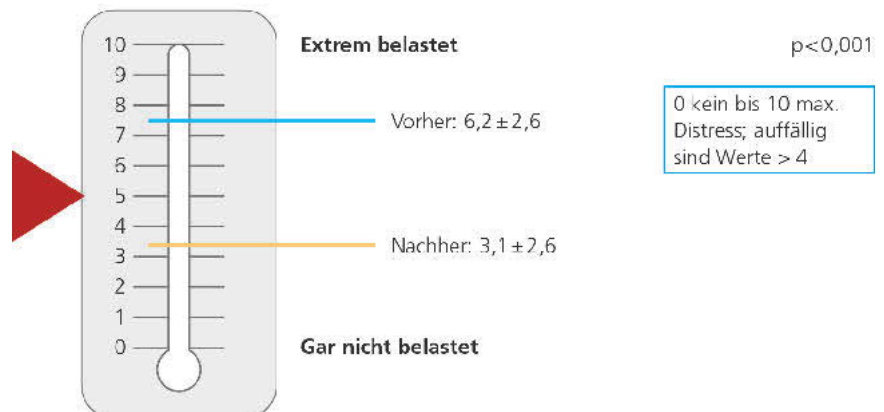 10 Extrem belastet p<0,001
9
8
Vorher: 6,2±2,6
7
6
5
4
Nachher: 3,1±2,6
3
2
1
0 Gar nicht belastet
0 kein bis 10 max.
Distress; auffällig
sind Werte > 4